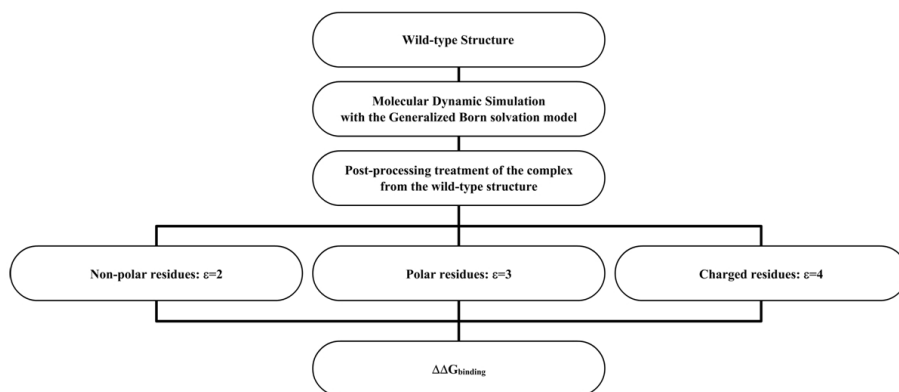 Wild-type Structure
Molecular Dynamic Simulation
with the Generalized Born solvation model
Post-processing treatment of the complex
from the wild-type structure
Non-polar residues: ε=2
Polar residues: ε=3
Charged residues: ε=4
ΔΔGbinding